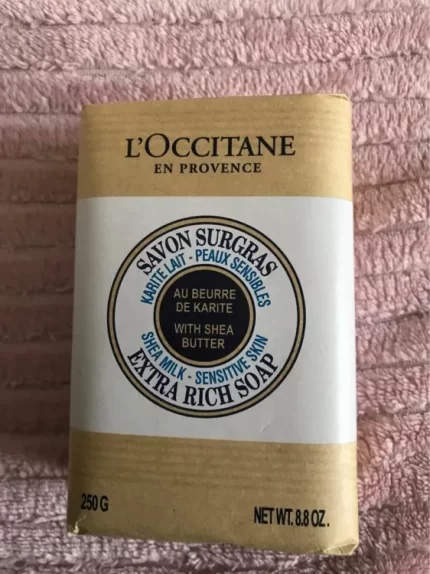 L'OCCITANE
EN PROVENCE
SAVON SURGRAS
KARITE LAIT - PEAUX SENSIBLES
AU BEURRE
DE KARITE
WITH SHEA
BUTTER
SHEA MILK - SENSITIVE SKIN
EXTRA RICH SOAP
250 G
NET WT. 8.8 OZ.